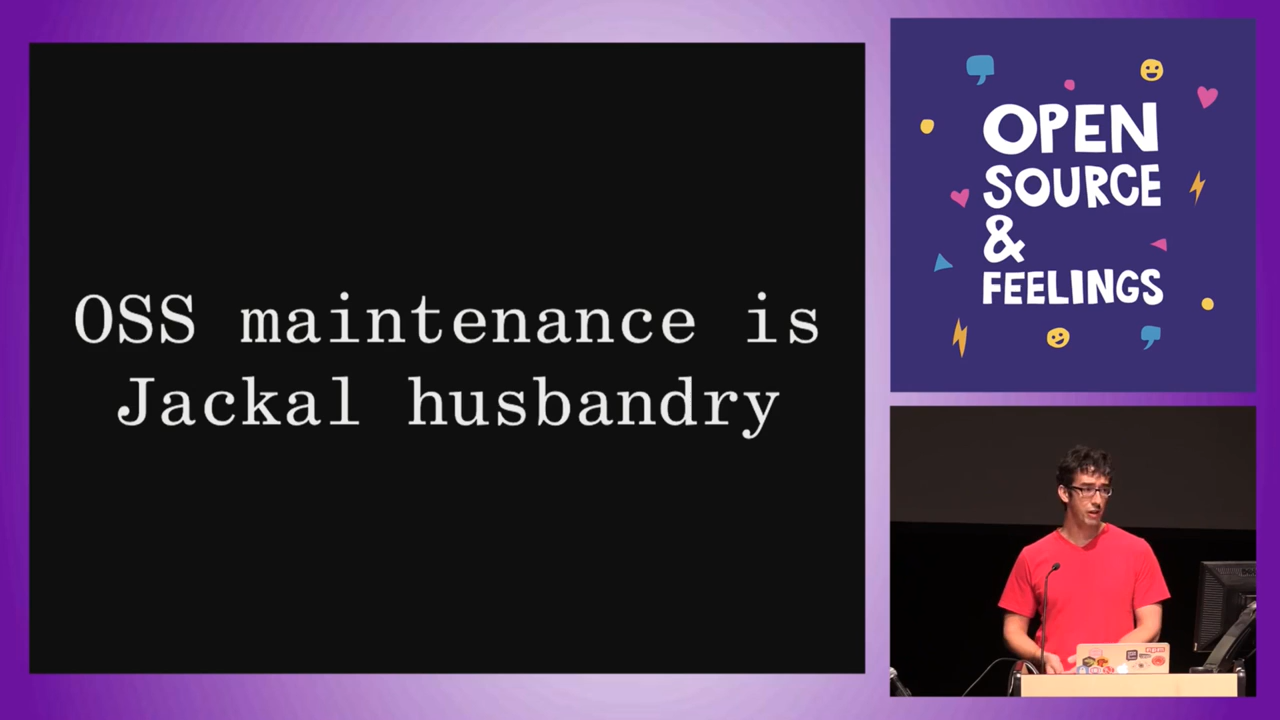 OSS maintenance is
Jackal husbandry
OPEN
SOURCE
&
FEELINGS